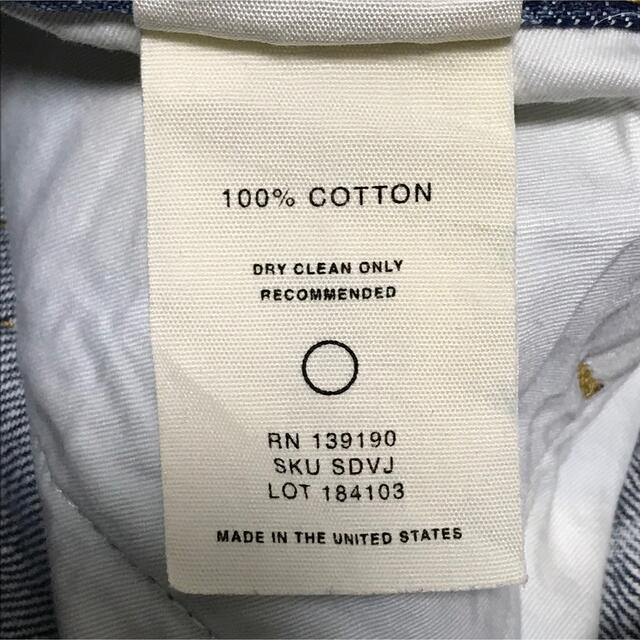 100% COTTON
DRY CLEAN ONLY
RECOMMENDED
RN 139190
SKU SDVJ
LOT 184103
MADE IN THE UNITED STATES